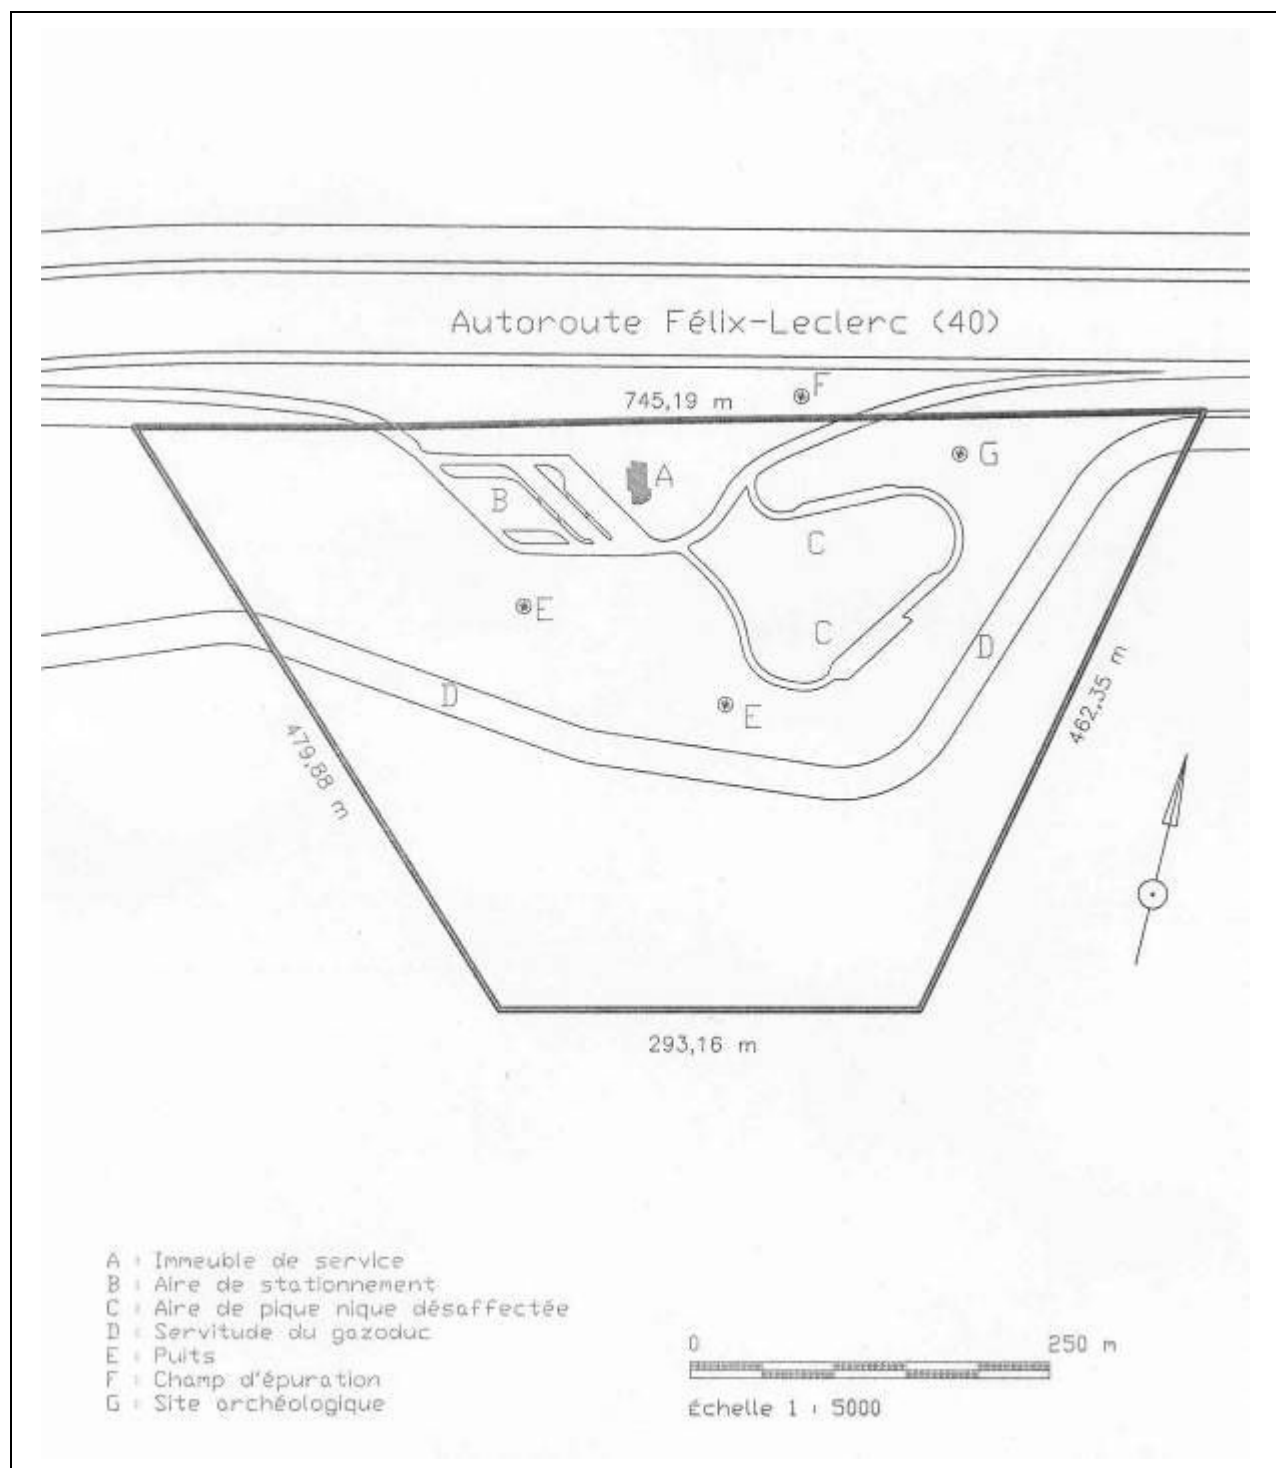 Autoroute Félix-Leclerc (40)
F
745,19 m
G
A
B
C
E
C
D
D
E
462,35 m
479,88 m
293,16 m
A : Immeuble de service
B : Aire de stationnement
C : Aire de pique nique désaffectée
D : Servitude du gazoduc
E : Puits
F : Champ d'épuration
G : Site archéologique
0 250 m
Échelle 1 : 5000